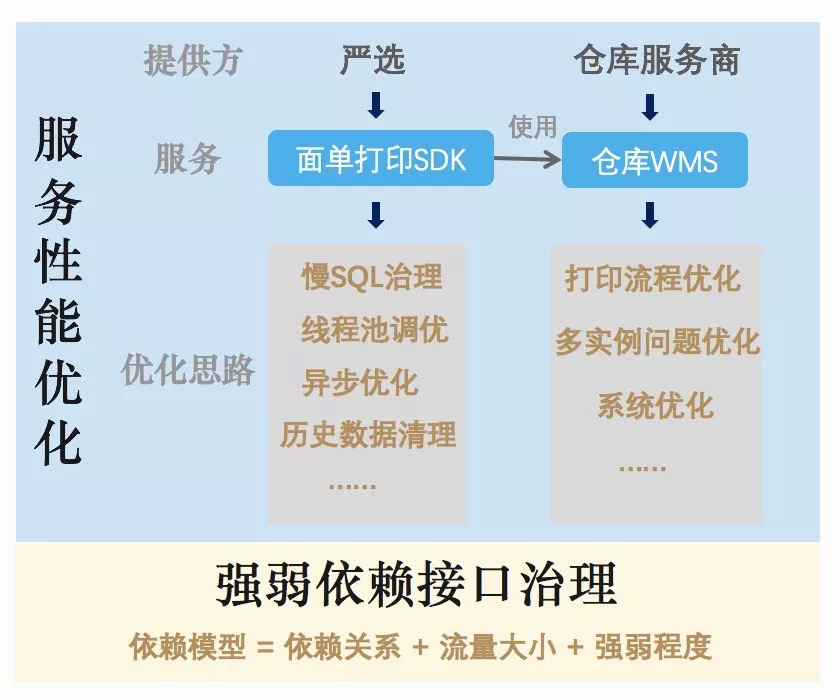 服务性能优化
提供方
严选
仓库服务商
服务
面单打印SDK
使用
仓库WMS
优化思路
慢SQL治理
线程池调优
异步优化
历史数据清理
……
打印流程优化
多实例问题优化
系统优化
……
强弱依赖接口治理
依赖模型 = 依赖关系 + 流量大小 + 强弱程度